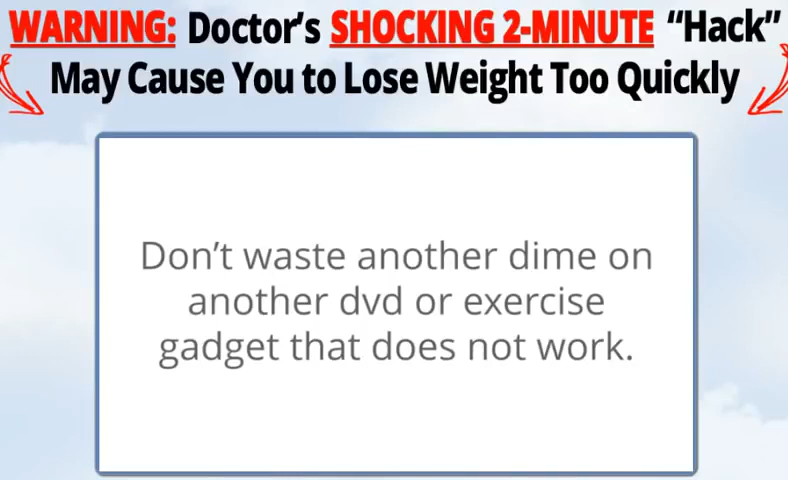 WARNING: Doctor's SHOCKING 2-MINUTE “Hack”
May Cause You to Lose Weight Too Quickly
Don’t waste another dime on
another dvd or exercise
gadget that does not work.